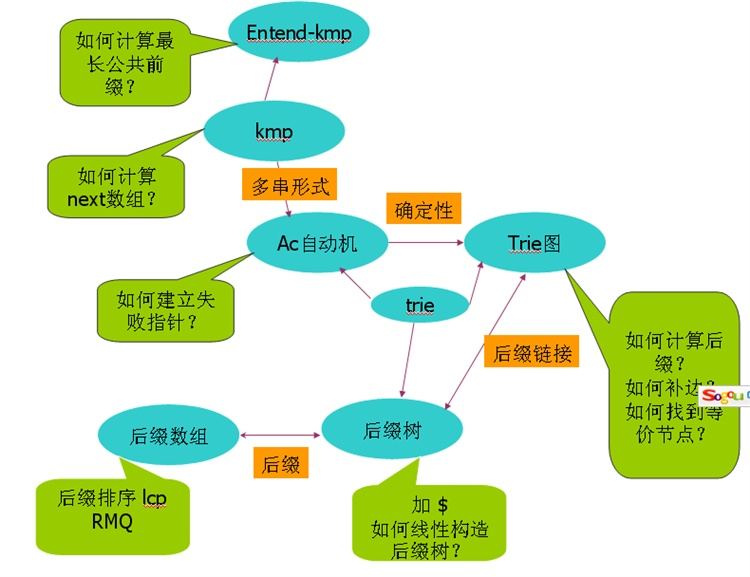 如何计算最
长公共前
缀？
Entend-kmp
kmp
如何计算
next数组？
多串形式
确定性
Ac自动机
Trie图
如何建立失
败指针？
trie
后缀链接
如何计算后
缀？
如何补边？
如何找到等
价节点？
Sogou
后缀数组
后缀树
后缀
后缀排序 lcp
RMQ
加 $
如何线性构造
后缀树？